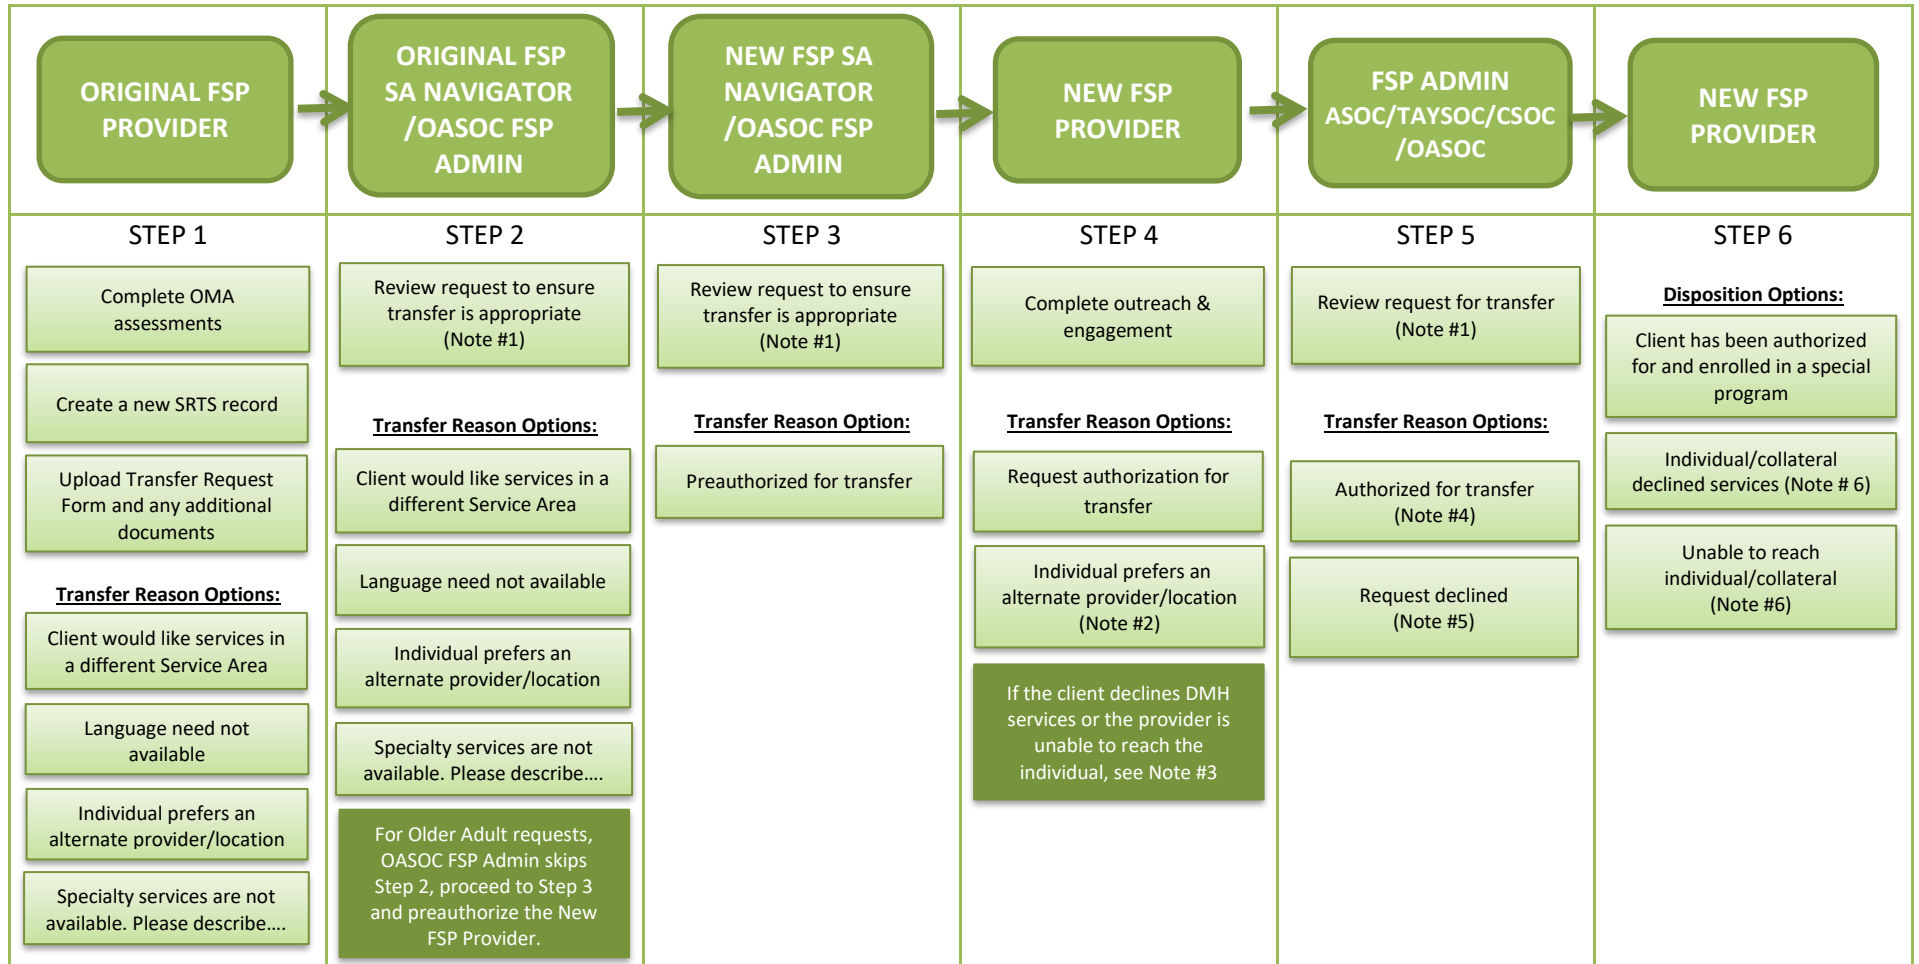 ORIGINAL FSP
PROVIDER
ORIGINAL FSP
SA NAVIGATOR
/OASOC FSP
ADMIN
NEW FSP SA
NAVIGATOR
/OASOC FSP
ADMIN
NEW FSP
PROVIDER
FSP ADMIN
ASOC/TAYSOC/CSOC
/OASOC
NEW FSP
PROVIDER
STEP 1
Complete OMA
assessments
Create a new SRTS record
Upload Transfer Request
Form and any additional
documents
Transfer Reason Options:
Client would like services in
a different Service Area
Language need not
available
Individual prefers an
alternate provider/location
Specialty services are not
available. Please describe….
STEP 2
Review request to ensure
transfer is appropriate
(Note #1)
Transfer Reason Options:
Client would like services in a
different Service Area
Language need not available
Individual prefers an
alternate provider/location
Specialty services are not
available. Please describe….
For Older Adult requests,
OASOC FSP Admin skips
Step 2, proceed to Step 3
and preauthorize the New
FSP Provider.
STEP 3
Review request to ensure
transfer is appropriate
(Note #1)
Transfer Reason Option:
Preauthorized for transfer
STEP 4
Complete outreach &
engagement
Transfer Reason Options:
Request authorization for
transfer
Individual prefers an
alternate provider/location
(Note #2)
If the client declines DMH
services or the provider is
unable to reach the
individual, see Note #3
STEP 5
Review request for transfer
(Note #1)
Transfer Reason Options:
Authorized for transfer
(Note #4)
Request declined
(Note #5)
STEP 6
Disposition Options:
Client has been authorized
for and enrolled in a special
program
Individual/collateral
declined services (Note # 6)
Unable to reach
individual/collateral
(Note #6)